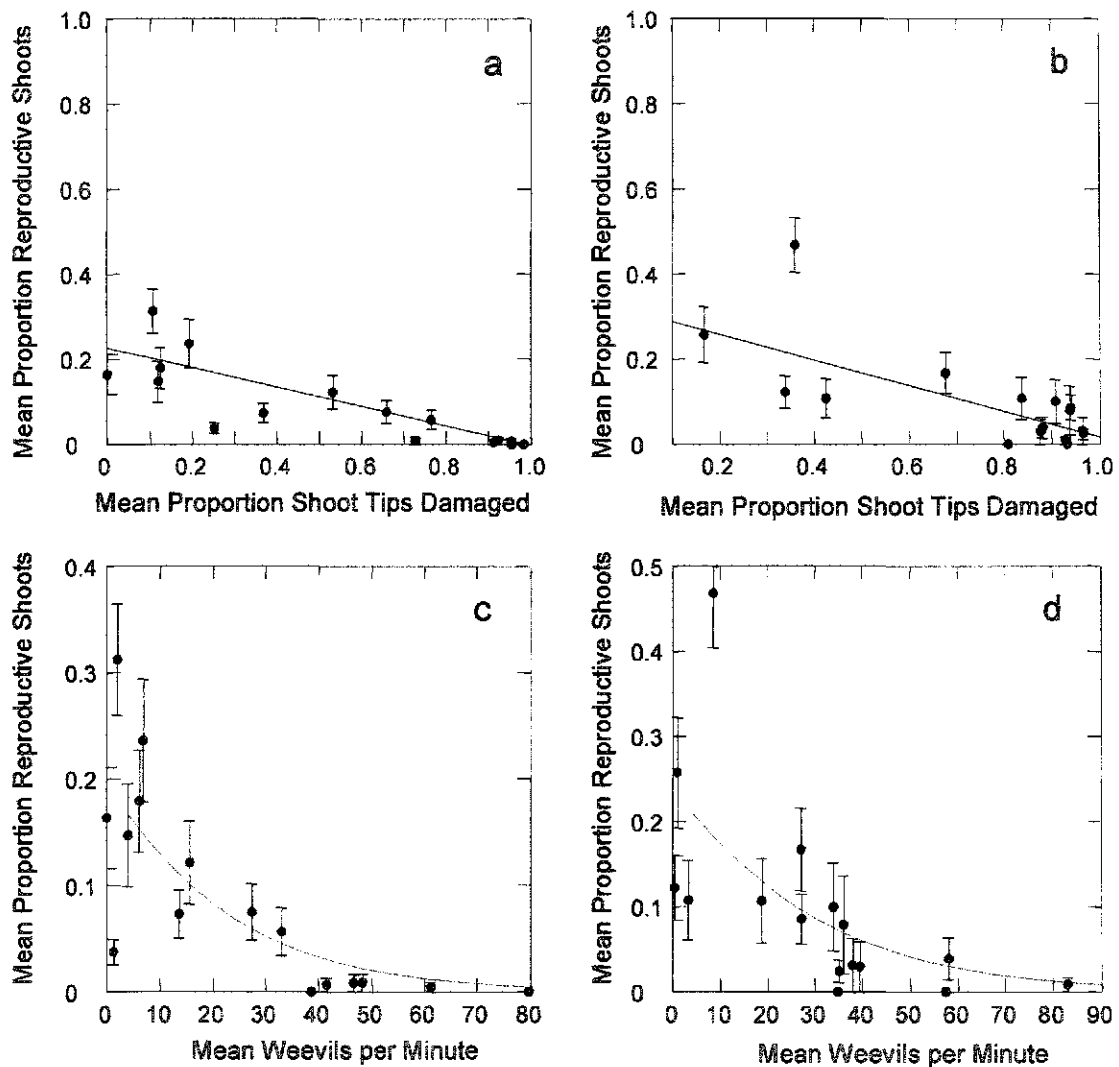 Mean Proportion Reproductive Shoots
1.0
0.8
0.6
0.4
0.2
0
a
0 0.2 0.4 0.6 0.8 1.0
Mean Proportion Shoot Tips Damaged
Mean Proportion Reproductive Shoots
1.0
0.8
0.6
0.4
0.2
0
b
0.2 0.4 0.6 0.8 1.0
Mean Proportion Shoot Tips Damaged
Mean Proportion Reproductive Shoots
0.4
0.3
0.2
0.1
0
c
0 10 20 30 40 50 60 70 80
Mean Weevils per Minute
Mean Proportion Reproductive Shoots
0.5
0.4
0.3
0.2
0.1
0
d
0 10 20 30 40 50 60 70 80 90
Mean Weevils per Minute